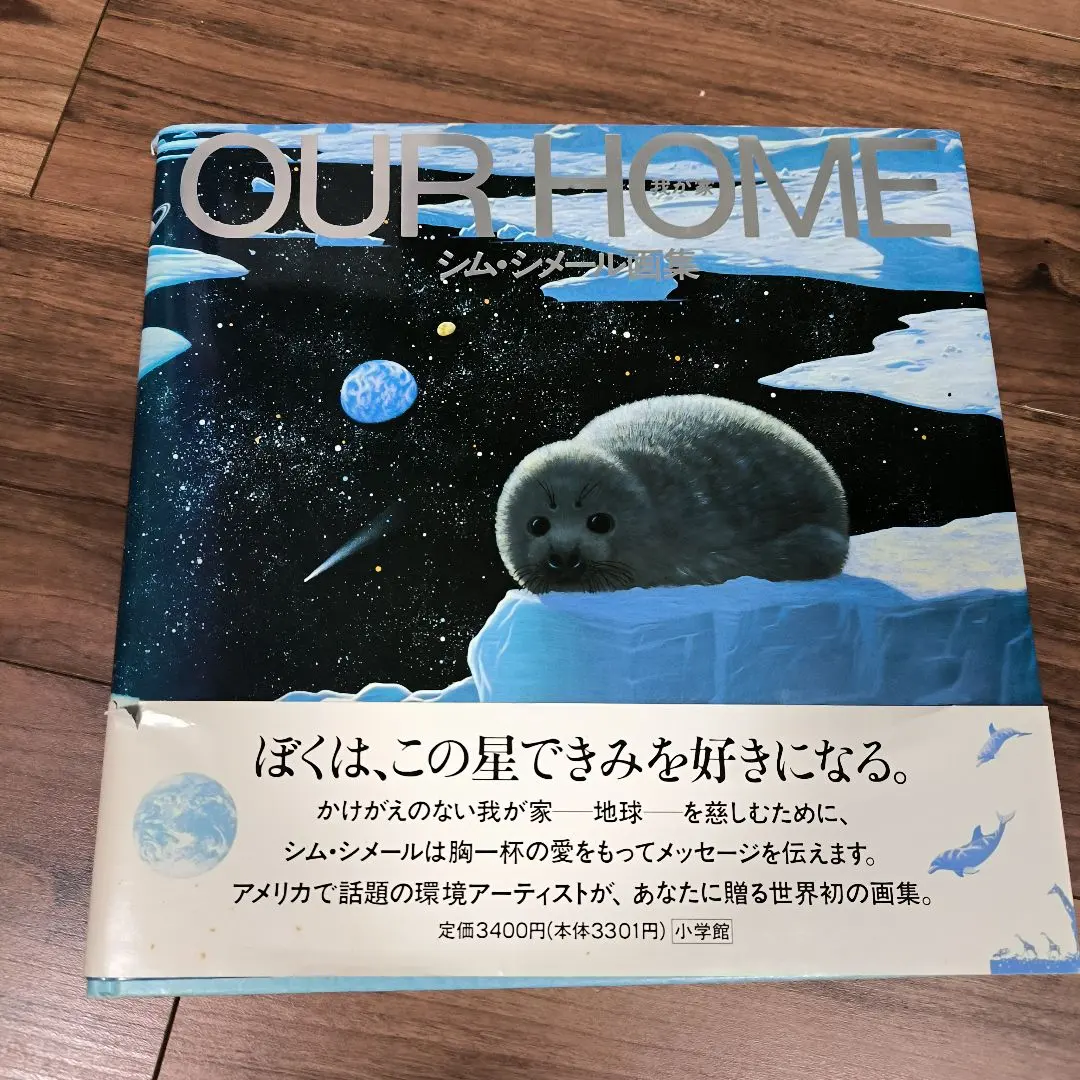 OUR HOME
我が家
シム・シメール画集
ぼくは、この星できみを好きになる。
かけがえのない我が家──地球──を慈しむために、
シム・シメールは胸一杯の愛をもってメッセージを伝えます。
アメリカで話題の環境アーティストが、あなたに贈る世界初の画集。
定価3400円(本体3301円) 小学館